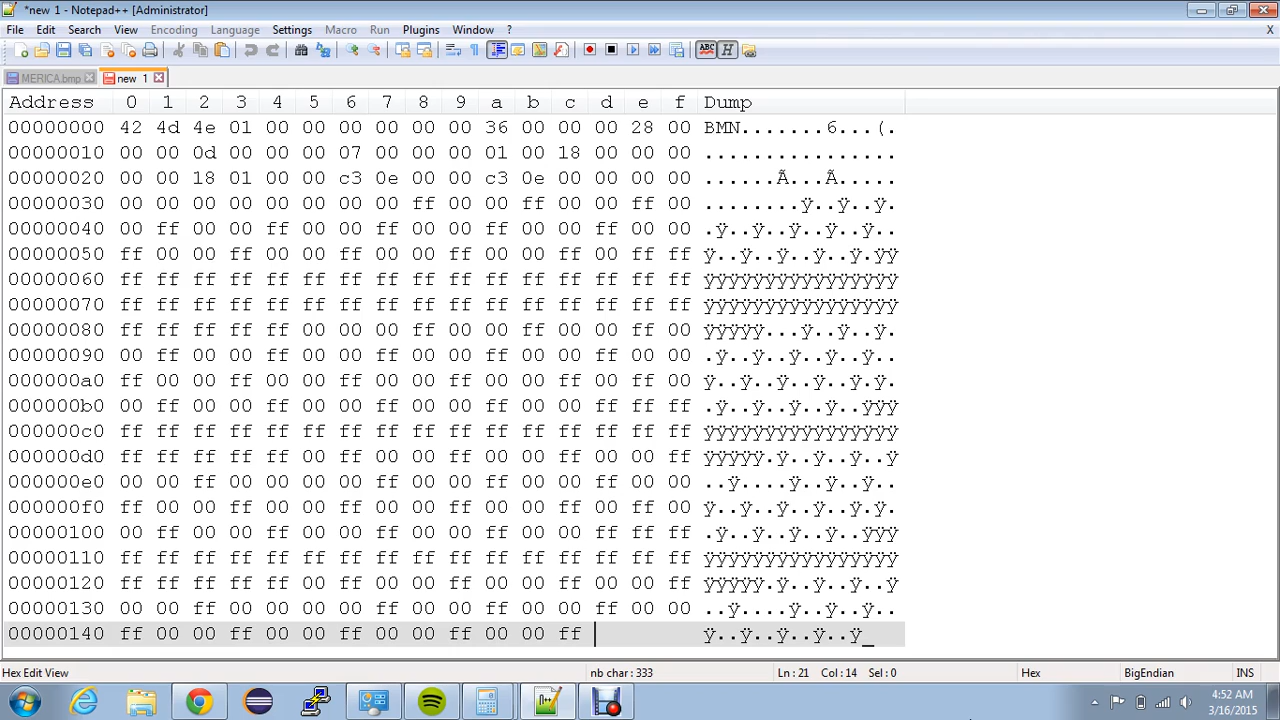 *new 1 - Notepad++ [Administrator]
File Edit Search View Encoding Language Settings Macro Run Plugins Window ? X
ABC H
MERICA.bmp new 1
Address 0 1 2 3 4 5 6 7 8 9 a b c d e f Dump
00000000 42 4d 4e 01 00 00 00 00 00 00 36 00 00 00 28 00 BMN.......6...(.
00000010 00 00 0d 00 00 00 07 00 00 00 01 00 18 00 00 00 ................
00000020 00 00 18 01 00 00 c3 0e 00 00 c3 0e 00 00 00 00 ......Ã...Ã.....
00000030 00 00 00 00 00 00 00 00 ff 00 00 ff 00 00 ff 00 ........ÿ..ÿ..ÿ.
00000040 00 ff 00 00 ff 00 00 ff 00 00 ff 00 00 ff 00 00 .ÿ..ÿ..ÿ..ÿ..ÿ..
00000050 ff 00 00 ff 00 00 ff 00 00 ff 00 00 ff 00 ff ff ÿ..ÿ..ÿ..ÿ..ÿ.ÿÿ
00000060 ff ff ff ff ff ff ff ff ff ff ff ff ff ff ff ff ÿÿÿÿÿÿÿÿÿÿÿÿÿÿÿÿ
00000070 ff ff ff ff ff ff ff ff ff ff ff ff ff ff ff ff ÿÿÿÿÿÿÿÿÿÿÿÿÿÿÿÿ
00000080 ff ff ff ff ff 00 00 00 ff 00 00 ff 00 00 ff 00 ÿÿÿÿÿ...ÿ..ÿ..ÿ.
00000090 00 ff 00 00 ff 00 00 ff 00 00 ff 00 00 ff 00 00 .ÿ..ÿ..ÿ..ÿ..ÿ..
000000a0 ff 00 00 ff 00 00 ff 00 00 ff 00 00 ff 00 ff 00 ÿ..ÿ..ÿ..ÿ..ÿ.ÿ.
000000b0 00 ff 00 00 ff 00 00 ff 00 00 ff 00 00 ff ff ff .ÿ..ÿ..ÿ..ÿ..ÿÿÿ
000000c0 ff ff ff ff ff ff ff ff ff ff ff ff ff ff ff ff ÿÿÿÿÿÿÿÿÿÿÿÿÿÿÿÿ
000000d0 ff ff ff ff ff 00 ff 00 00 ff 00 00 ff 00 00 ff ÿÿÿÿÿ.ÿ..ÿ..ÿ..ÿ
000000e0 00 00 ff 00 00 00 00 ff 00 00 ff 00 00 ff 00 00 ..ÿ....ÿ..ÿ..ÿ..
000000f0 ff 00 00 ff 00 00 ff 00 00 ff 00 00 ff 00 ff 00 ÿ..ÿ..ÿ..ÿ..ÿ.ÿ.
00000100 00 ff 00 00 ff 00 00 ff 00 00 ff 00 00 ff ff ff .ÿ..ÿ..ÿ..ÿ..ÿÿÿ
00000110 ff ff ff ff ff ff ff ff ff ff ff ff ff ff ff ff ÿÿÿÿÿÿÿÿÿÿÿÿÿÿÿÿ
00000120 ff ff ff ff ff 00 ff 00 00 ff 00 00 ff 00 00 ff ÿÿÿÿÿ.ÿ..ÿ..ÿ..ÿ
00000130 00 00 ff 00 00 00 00 ff 00 00 ff 00 00 ff 00 00 ..ÿ....ÿ..ÿ..ÿ..
00000140 ff 00 00 ff 00 00 ff 00 00 ff 00 00 ff ÿ..ÿ..ÿ..ÿ..ÿ
Hex Edit View nb char : 333 Ln : 21 Col : 14 Sel : 0 Hex BigEndian INS
4:52 AM
3/16/2015